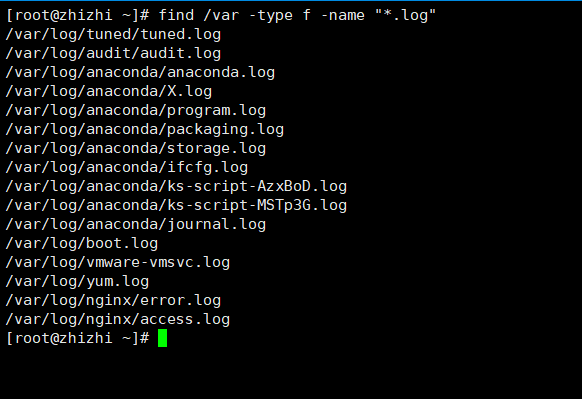 [root@zhizhi ~]# find /var -type f -name "*.log"
/var/log/tuned/tuned.log
/var/log/audit/audit.log
/var/log/anaconda/anaconda.log
/var/log/anaconda/X.log
/var/log/anaconda/program.log
/var/log/anaconda/packaging.log
/var/log/anaconda/storage.log
/var/log/anaconda/ifcfg.log
/var/log/anaconda/ks-script-AzxBoD.log
/var/log/anaconda/ks-script-MSTp3G.log
/var/log/anaconda/journal.log
/var/log/boot.log
/var/log/vmware-vmsvc.log
/var/log/yum.log
/var/log/nginx/error.log
/var/log/nginx/access.log
[root@zhizhi ~]#